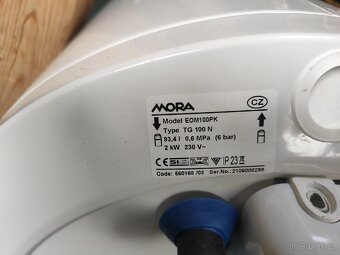 MORA
CZ
Model EOM100PK
Type TG 100 N
93,4 l 0,6 MPa (6 bar)
2 kW 230 V~
IP 23
Code: 560198 /03 Ser.No.: 2106006299